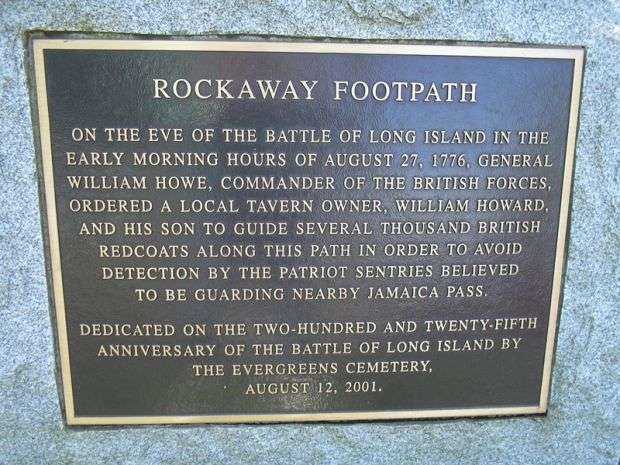 ROCKAWAY FOOTPATH
ON THE EVE OF THE BATTLE OF LONG ISLAND IN THE
EARLY MORNING HOURS OF AUGUST 27, 1776, GENERAL
WILLIAM HOWE, COMMANDER OF THE BRITISH FORCES,
ORDERED A LOCAL TAVERN OWNER, WILLIAM HOWARD,
AND HIS SON TO GUIDE SEVERAL THOUSAND BRITISH
REDCOATS ALONG THIS PATH IN ORDER TO AVOID
DETECTION BY THE PATRIOT SENTRIES BELIEVED
TO BE GUARDING NEARBY JAMAICA PASS.
DEDICATED ON THE TWO-HUNDRED AND TWENTY-FIFTH
ANNIVERSARY OF THE BATTLE OF LONG ISLAND BY
THE EVERGREENS CEMETERY,
AUGUST 12, 2001.